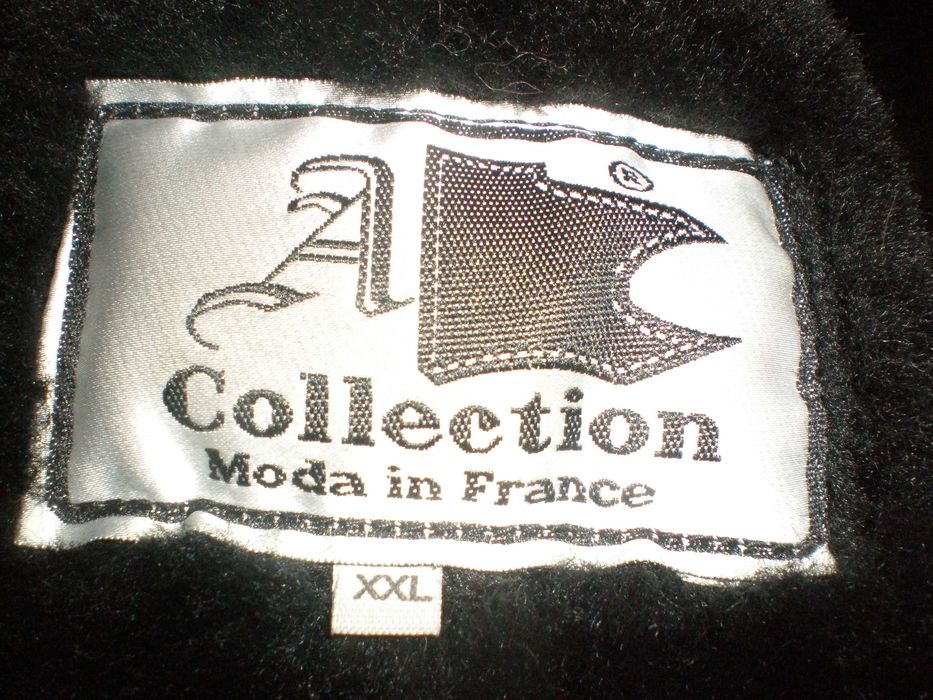 A
®
Collection
Moda in France
XXL